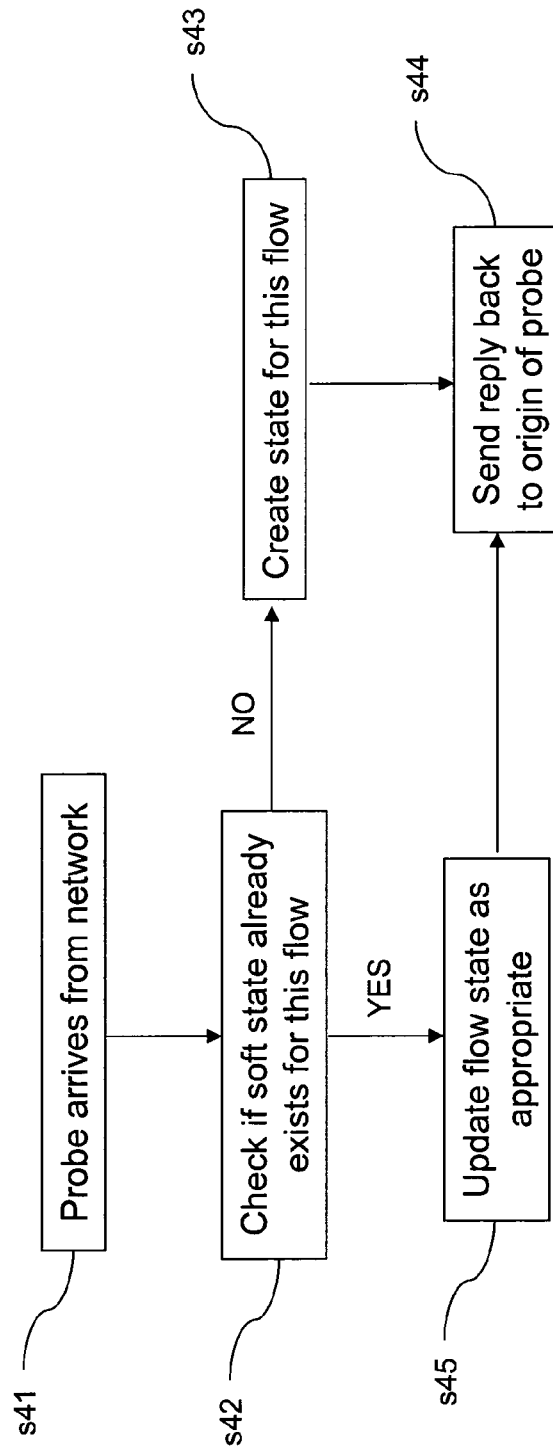 s41
Probe arrives from network
s42
Check if soft state already
exists for this flow
NO
Create state for this flow
s43
YES
s45
Update flow state as
appropriate
Send reply back
to origin of probe
s44